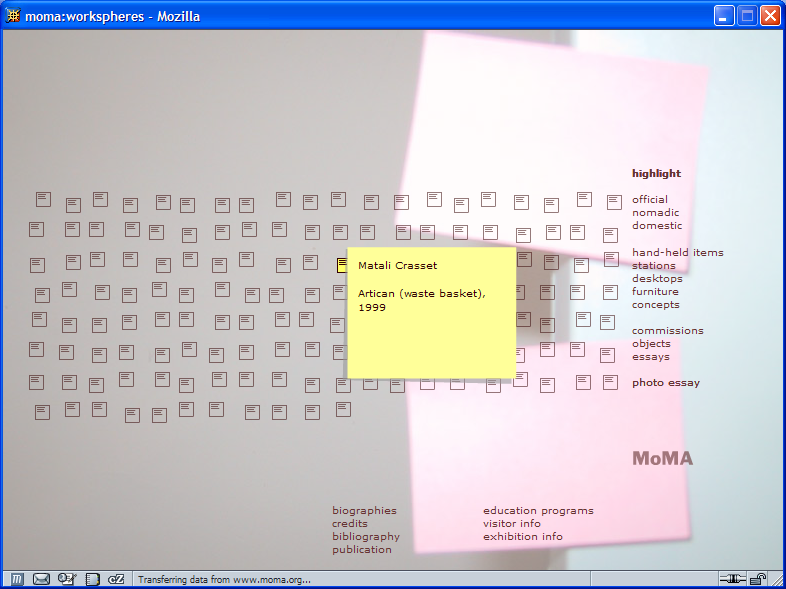 moma:workspheres - Mozilla
highlight
official
nomadic
domestic
Matali Crasset
Artican (waste basket),
1999
hand-held items
stations
desktops
furniture
concepts
commissions
objects
essays
photo essay
MoMA
biographies
credits
bibliography
publication
education programs
visitor info
exhibition info
Transferring data from www.moma.org...